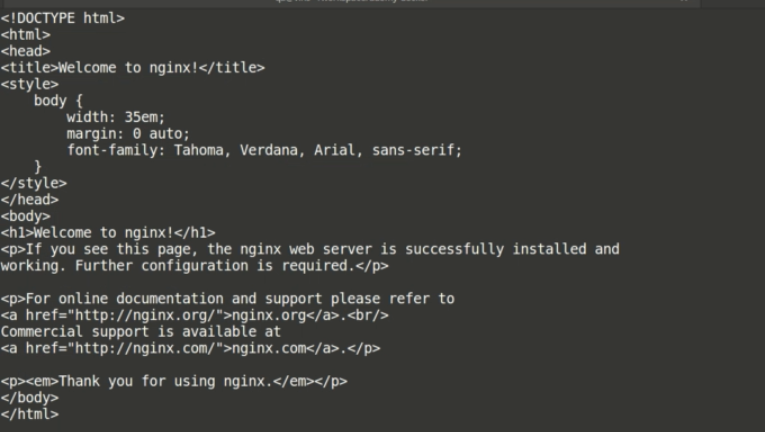 <!DOCTYPE html>
<html>
<head>
<title>Welcome to nginx!</title>
<style>
    body {
        width: 35em;
        margin: 0 auto;
        font-family: Tahoma, Verdana, Arial, sans-serif;
    }
</style>
</head>
<body>
<h1>Welcome to nginx!</h1>
<p>If you see this page, the nginx web server is successfully installed and
working. Further configuration is required.</p>

<p>For online documentation and support please refer to
<a href="http://nginx.org/">nginx.org</a>.<br/>
Commercial support is available at
<a href="http://nginx.com/">nginx.com</a>.</p>

<p><em>Thank you for using nginx.</em></p>
</body>
</html>